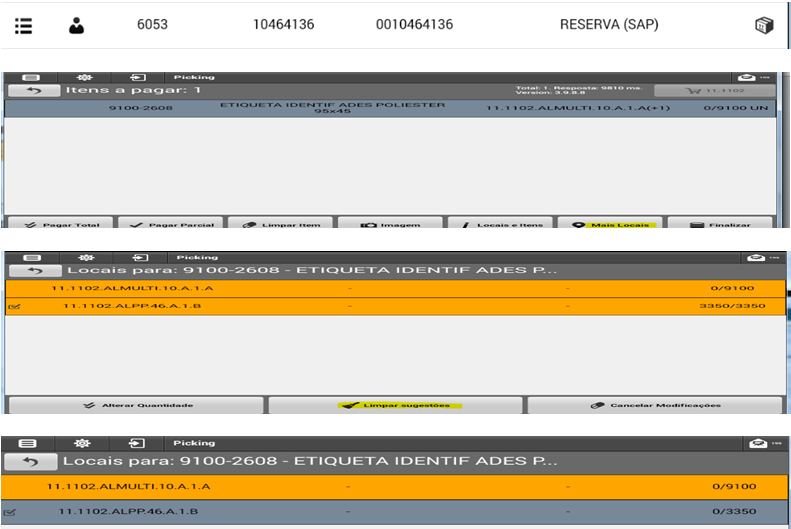 6053 10464136 0010464136 RESERVA (SAP)
Picking
Itens a pagar: 1 Total: 1. Resposta: 9810 ms. 11.1102
Version: 3.9.8.8
9100-2608 ETIQUETA IDENTIF ADES POLIESTER 11.1102.ALMULTI.10.A.1.A(+1) 0/9100 UN
95x45
Pagar Total Pagar Parcial Limpar Item Imagem Locais e Itens Mais Locais Finalizar
Picking
Locais para: 9100-2608 - ETIQUETA IDENTIF ADES P...
11.1102.ALMULTI.10.A.1.A - - 0/9100
11.1102.ALPP.46.A.1.B - - 3350/3350
Alterar Quantidade Limpar sugestões Cancelar Modificações
Picking
Locais para: 9100-2608 - ETIQUETA IDENTIF ADES P...
11.1102.ALMULTI.10.A.1.A - - 0/9100
11.1102.ALPP.46.A.1.B - - 0/3350